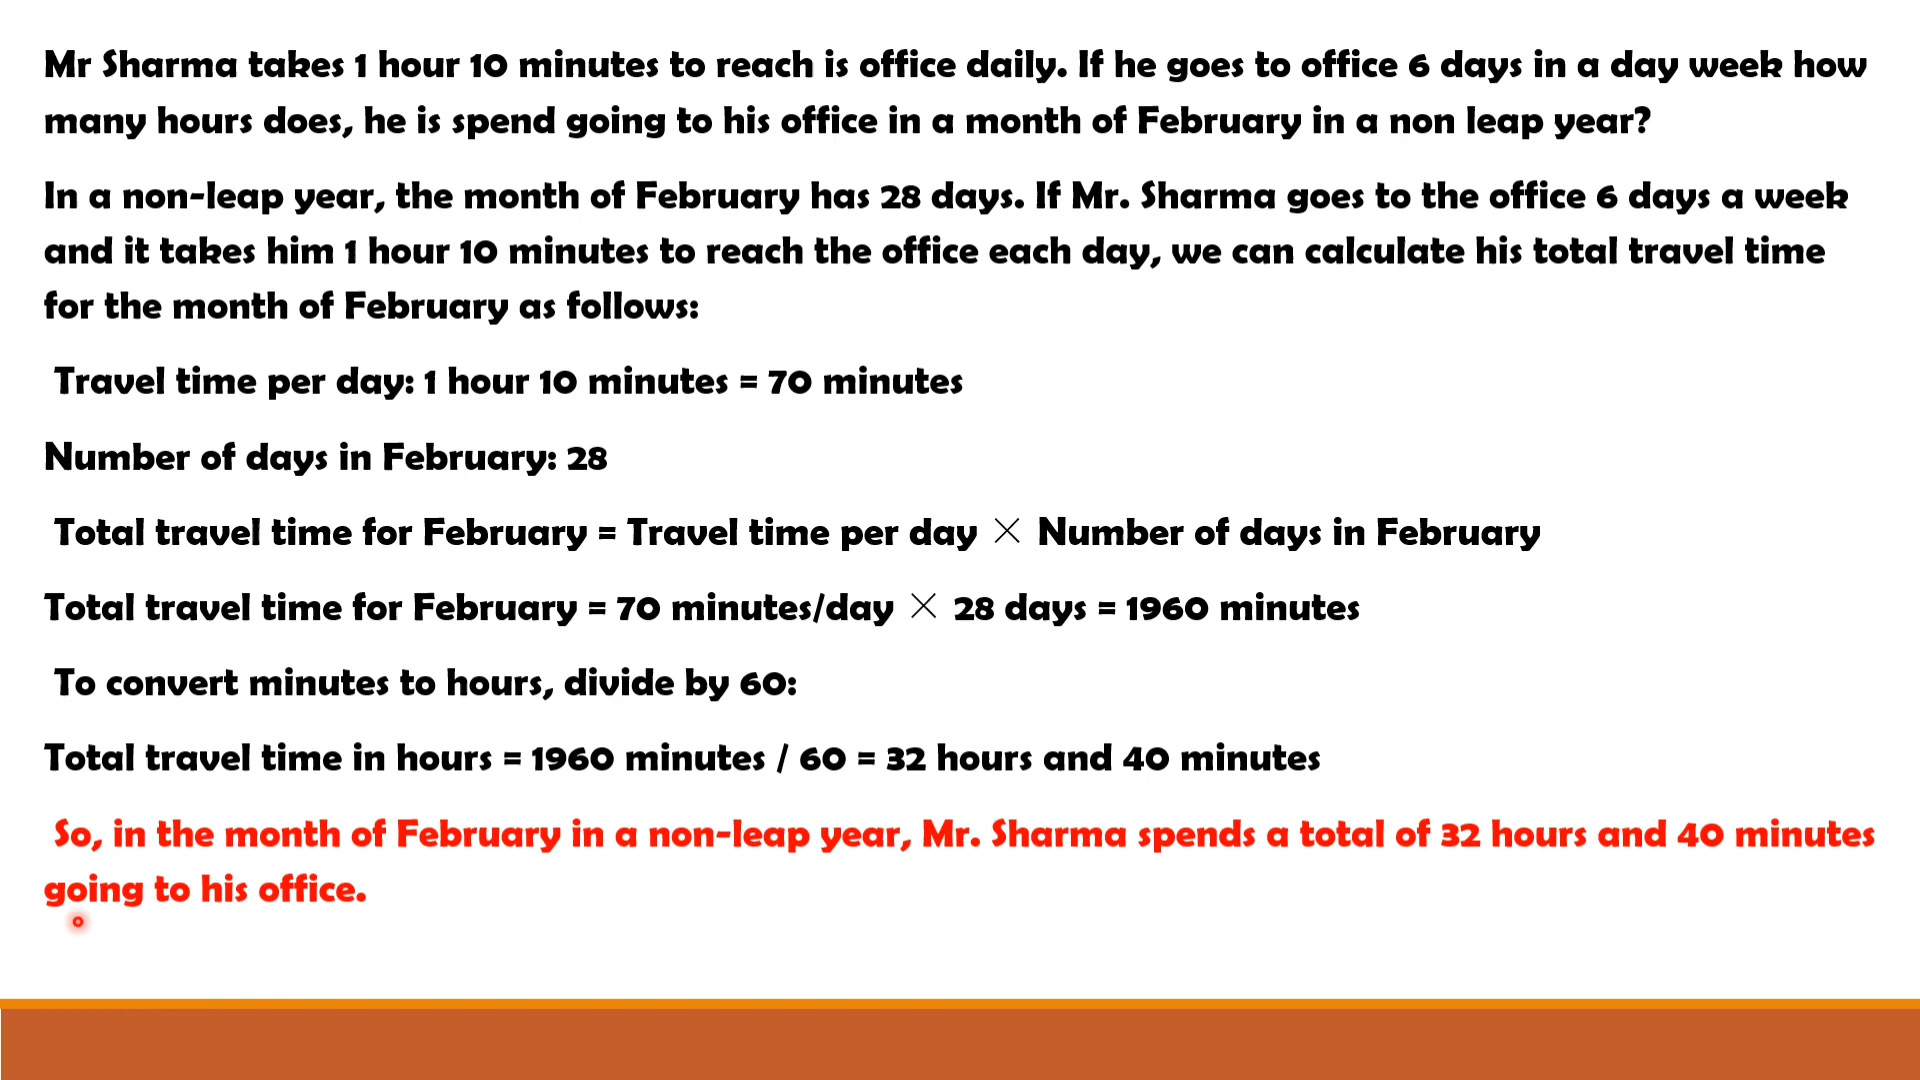 Mr Sharma takes 1 hour 10 minutes to reach is office daily. If he goes to office 6 days in a day week how
many hours does, he is spend going to his office in a month of February in a non leap year?
In a non-leap year, the month of February has 28 days. If Mr. Sharma goes to the office 6 days a week
and it takes him 1 hour 10 minutes to reach the office each day, we can calculate his total travel time
for the month of February as follows:
Travel time per day: 1 hour 10 minutes = 70 minutes
Number of days in February: 28
Total travel time for February = Travel time per day × Number of days in February
Total travel time for February = 70 minutes/day × 28 days = 1960 minutes
To convert minutes to hours, divide by 60:
Total travel time in hours = 1960 minutes / 60 = 32 hours and 40 minutes
So, in the month of February in a non-leap year, Mr. Sharma spends a total of 32 hours and 40 minutes
going to his office.